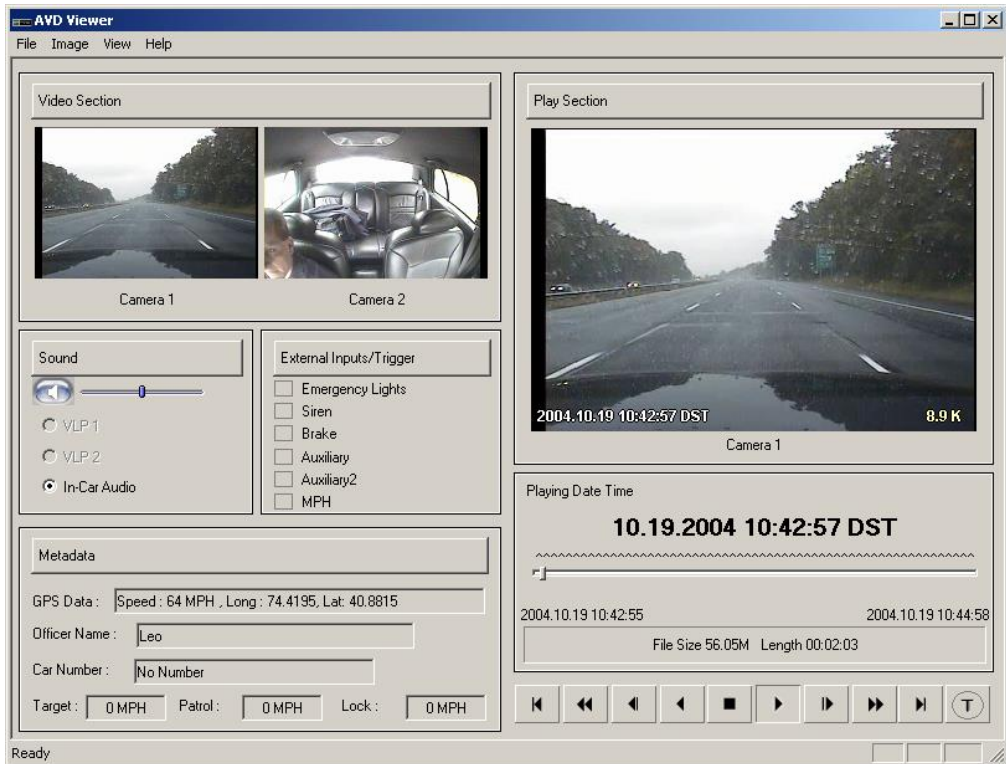 AVD Viewer
File Image View Help
Video Section
Camera 1
Camera 2
Sound
VLP 1
VLP 2
In-Car Audio
External Inputs/Trigger
Emergency Lights
Siren
Brake
Auxiliary
Auxiliary2
MPH
Metadata
GPS Data : Speed : 64 MPH , Long : 74.4195, Lat: 40.8815
Officer Name : Leo
Car Number : No Number
Target : 0 MPH Patrol : 0 MPH Lock : 0 MPH
Play Section
2004.10.19 10:42:57 DST 8.9 K
Camera 1
Playing Date Time
10.19.2004 10:42:57 DST
2004.10.19 10:42:55 2004.10.19 10:44:58
File Size 56.05M Length 00:02:03
T
Ready